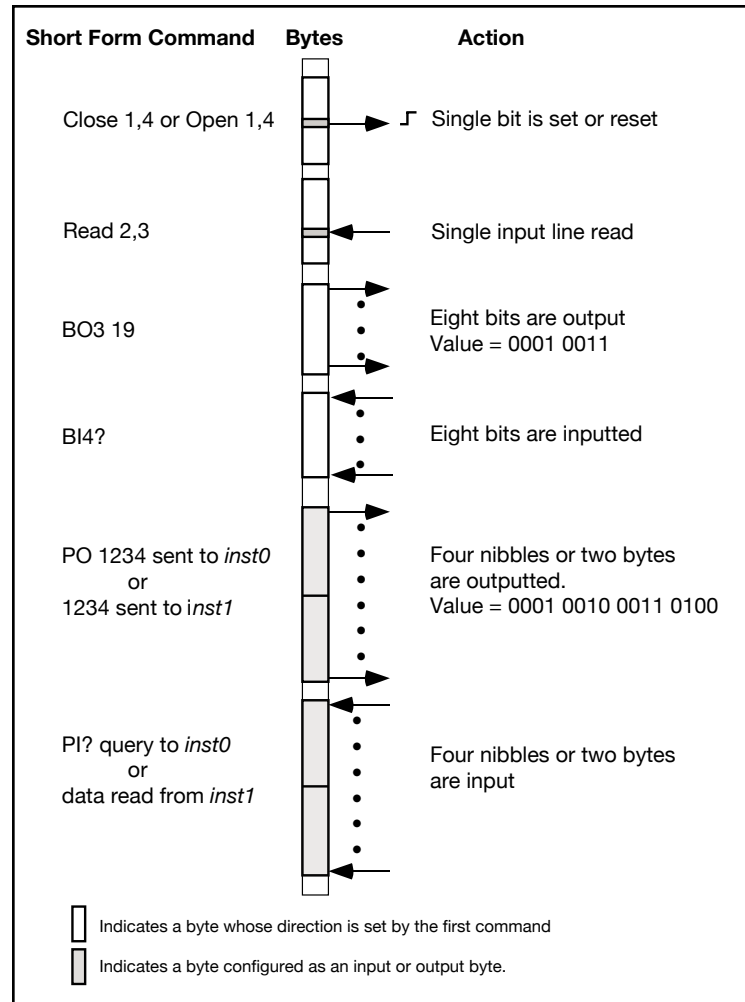 Short Form Command Bytes Action
Close 1,4 or Open 1,4 Single bit is set or reset
Read 2,3 Single input line read
BO3 19
Eight bits are output
Value = 0001 0011
BI4? Eight bits are inputted
PO 1234 sent to inst0
or
1234 sent to inst1
Four nibbles or two bytes
are outputted.
Value = 0001 0010 0011 0100
PI? query to inst0
or
data read from inst1
Four nibbles or two bytes
are input
Indicates a byte whose direction is set by the first command
Indicates a byte configured as an input or output byte.